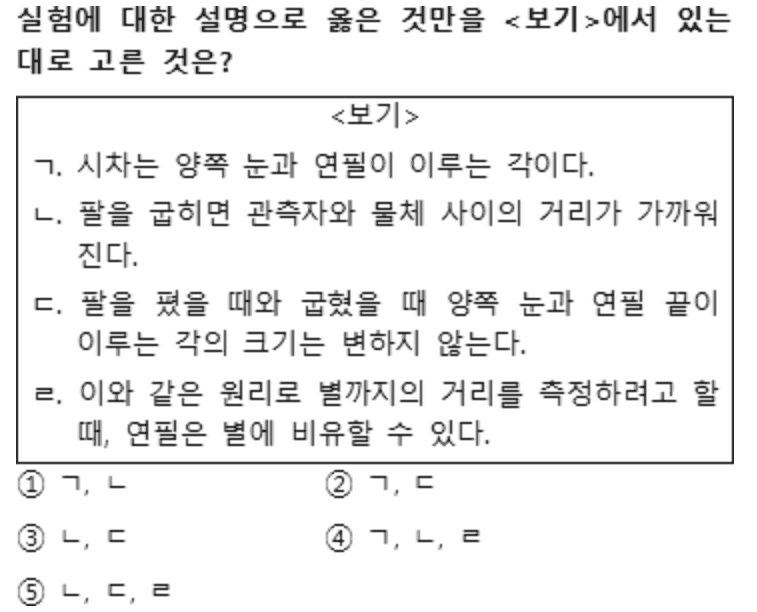 실험에 대한 설명으로 옳은 것만을 <보기>에서 있는
대로 고른 것은?
<보기>
ㄱ. 시차는 양쪽 눈과 연필이 이루는 각이다.
ㄴ. 팔을 굽히면 관측자와 물체 사이의 거리가 가까워
진다.
ㄷ. 팔을 폈을 때와 굽혔을 때 양쪽 눈과 연필 끝이
이루는 각의 크기는 변하지 않는다.
ㄹ. 이와 같은 원리로 별까지의 거리를 측정하려고 할
때, 연필은 별에 비유할 수 있다.
① ㄱ, ㄴ ② ㄱ, ㄷ
③ ㄴ, ㄷ ④ ㄱ, ㄴ, ㄹ
⑤ ㄴ, ㄷ, ㄹ